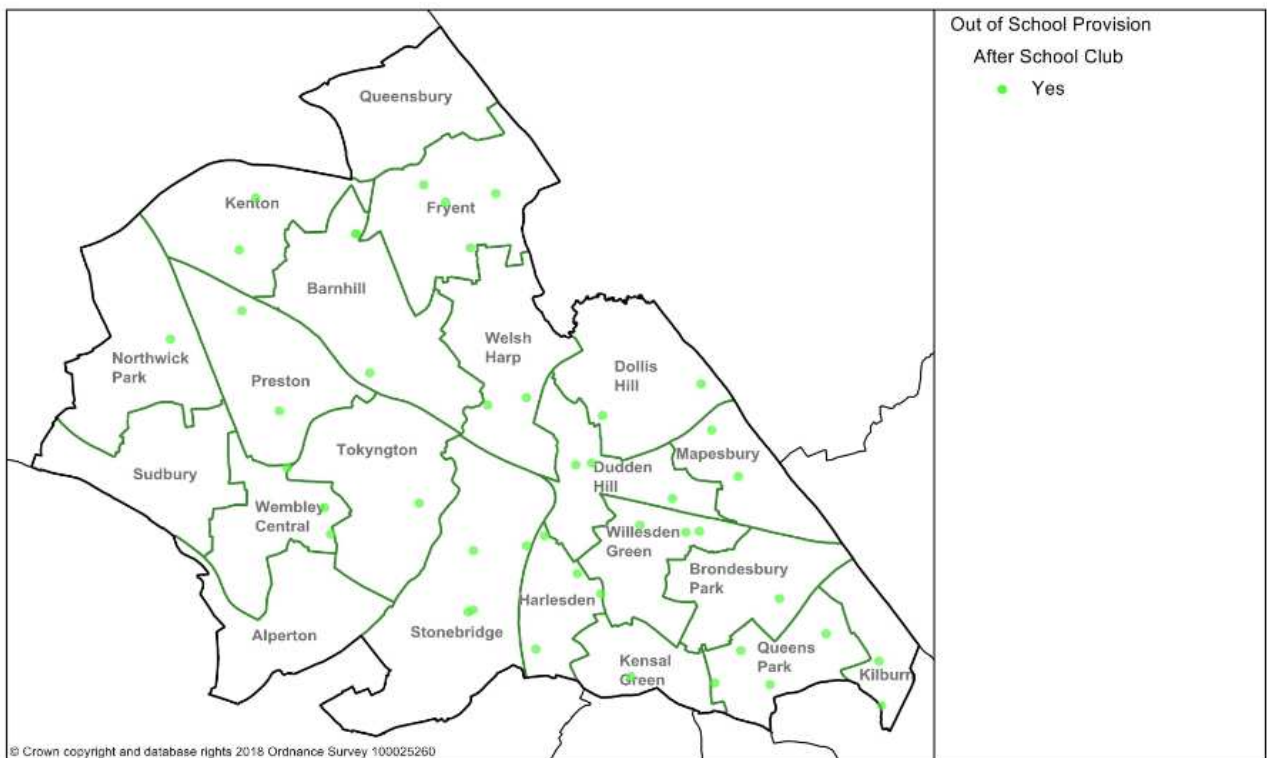 Out of School Provision
After School Club
Yes
Queensbury
Kenton
Fryent
Barnhill
Northwick
Park
Preston
Welsh
Harp
Dollis
Hill
Sudbury
Tokyngton
Mapesbury
Dudden
Hill
Wembley
Central
Willesden
Green
Brondesbury
Park
Harlesden
Alperton
Stonebridge
Kensal
Green
Queens
Park
Kilburn
© Crown copyright and database rights 2018 Ordnance Survey 100025260